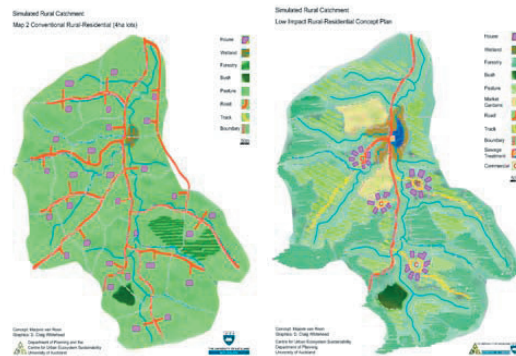 Simulated Rural Catchment
Map 2 Conventional Rural-Residential (4ha lots)
House
Wetland
Forestry
Bush
Pasture
Road
Track
Boundary
Concept: Marjorie van Roon
Graphics: D. Craig Whitehead
Department of Planning and the
Centre for Urban Ecosystem Sustainability
University of Auckland
Simulated Rural Catchment
Low Impact Rural-Residential Concept Plan
House
Wetland
Forestry
Bush
Pasture
Market
Gardens
Road
Track
Boundary
Sewage
Treatment
Commercial
C
C
C
C
C
Concept: Marjorie van Roon
Graphics: D. Craig Whitehead
Centre for Urban Ecosystem Sustainability
Department of Planning
University of Auckland